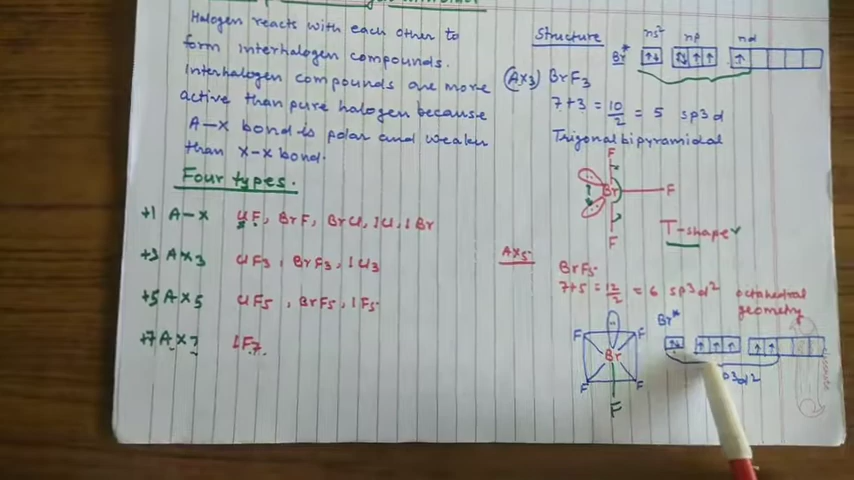 Halogen reacts with each other to
form interhalogen compounds.
Interhalogen compounds are more
active than pure halogen because
A-X bond is polar and weaker
than X-X bond.
Four types.
+1 A-X ClF, BrF, BrCl, ICl, IBr
+3 AX3 ClF3, BrF3, ICl3
+5 AX5 ClF5, BrF5, IF5
+7 AX7 IF7.
Structure
ns2 np nd
Br*
(AX3) BrF3
7+3 = 10/2 = 5 sp3d
Trigonal bipyramidal
F
Br F
F
T-shape
AX5
BrF5
7+5 = 12/2 = 6 sp3d2 octahedral
geometry
Br*
F F
Br
F F
F
sp3d2